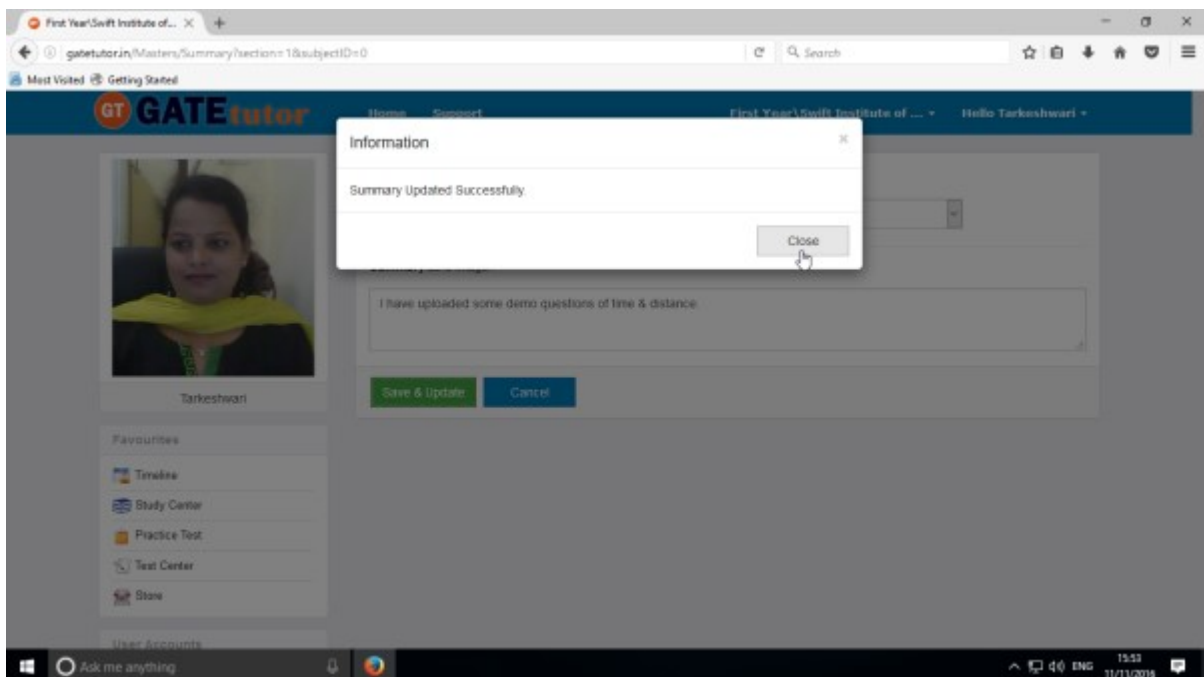 First Year\Swift Institute of...
gatetutor.in/Masters/Summary?section=1&subjectID=0
Search
Most Visited Getting Started
GT GATEtutor Home Support First Year\Swift Institute of .... Hello Tarkeshwari
Information
Summary Updated Successfully.
Close
Summary
I have uploaded some demo questions of time & distance
Save & Update Cancel
Tarkeshwari
Favourites
Timeline
Study Center
Practice Test
Test Center
Store
User Accounts
Ask me anything
ENG 15:53
11/11/2016